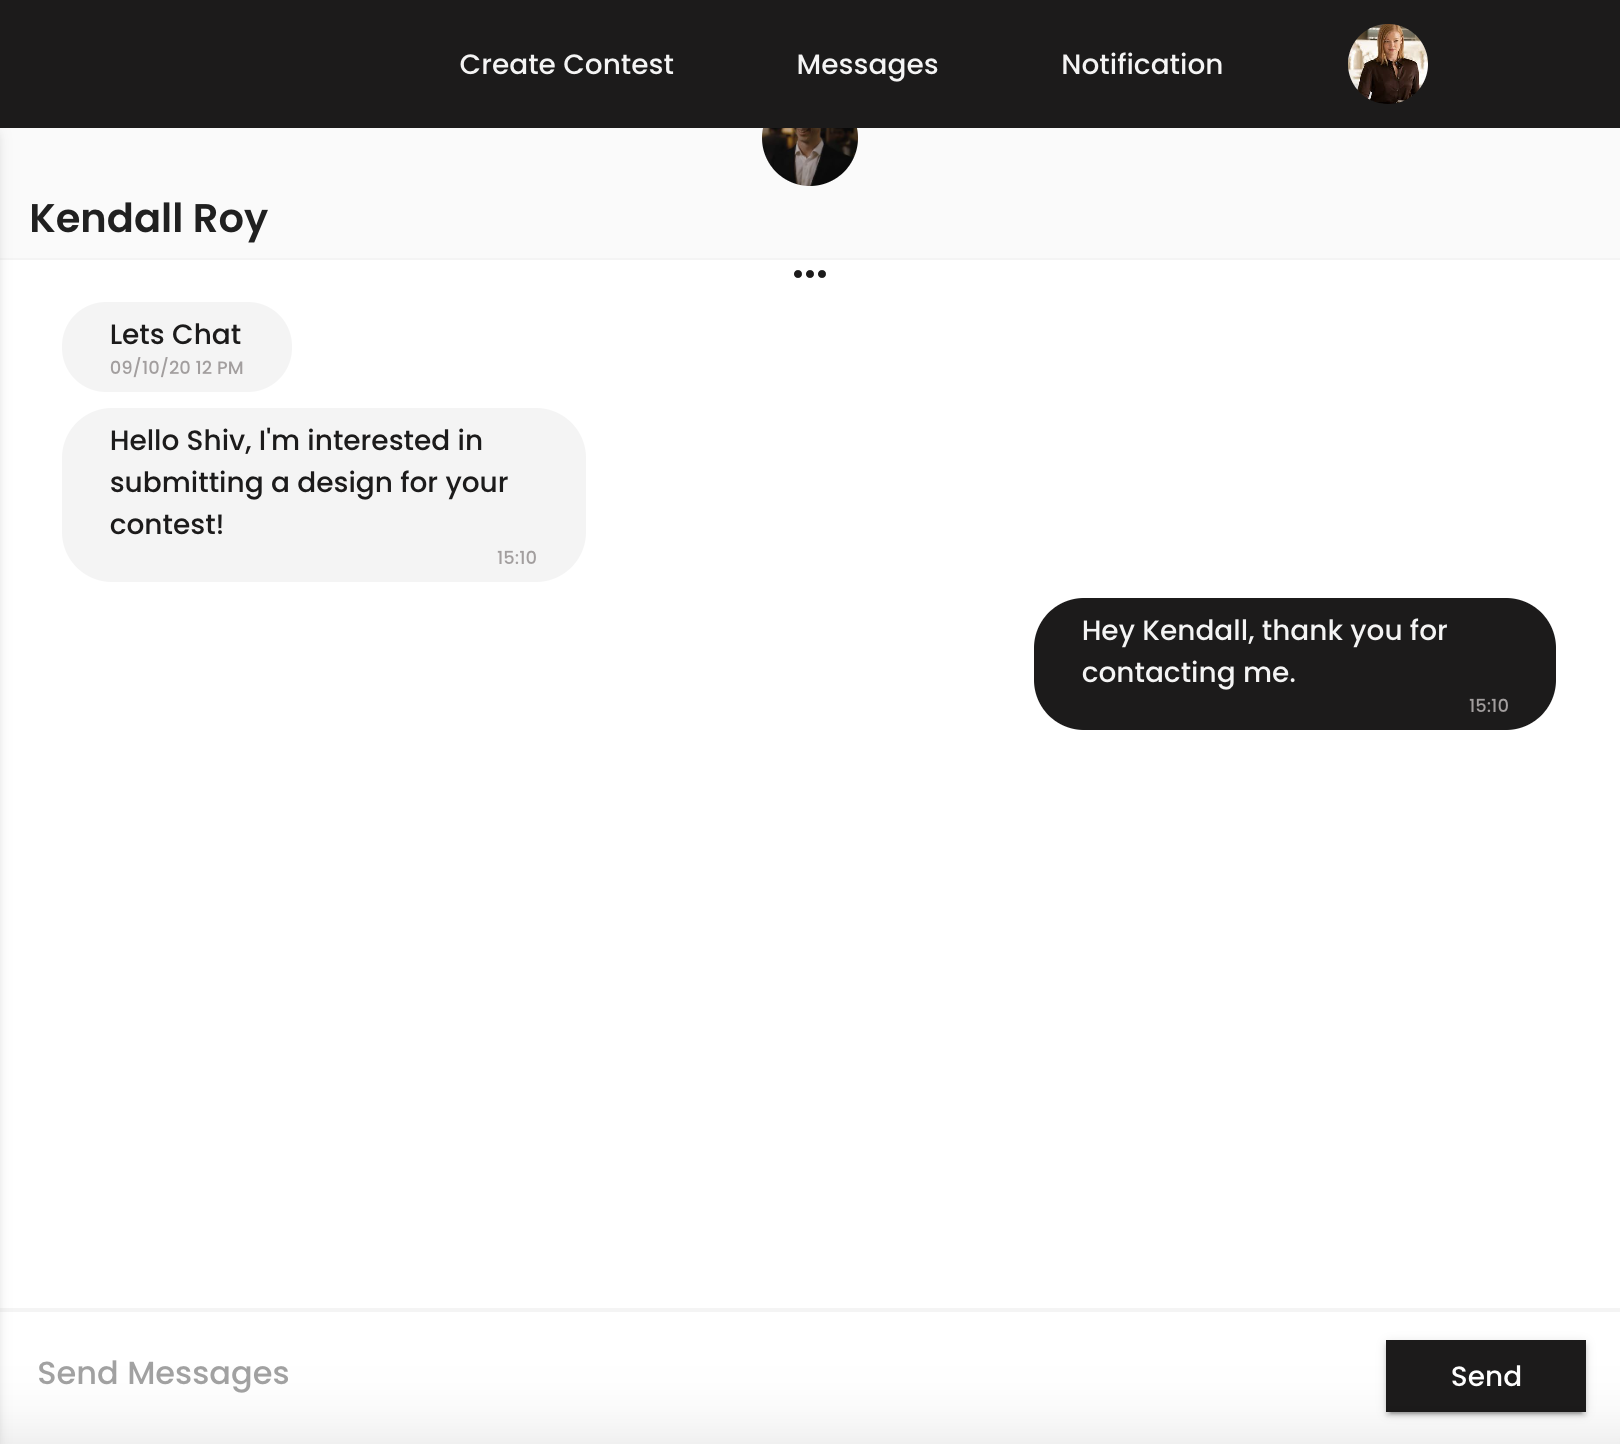 Create Contest Messages Notification
Kendall Roy
Lets Chat
09/10/20 12 PM
Hello Shiv, I'm interested in
submitting a design for your
contest!
15:10
Hey Kendall, thank you for
contacting me.
15:10
Send Messages
Send